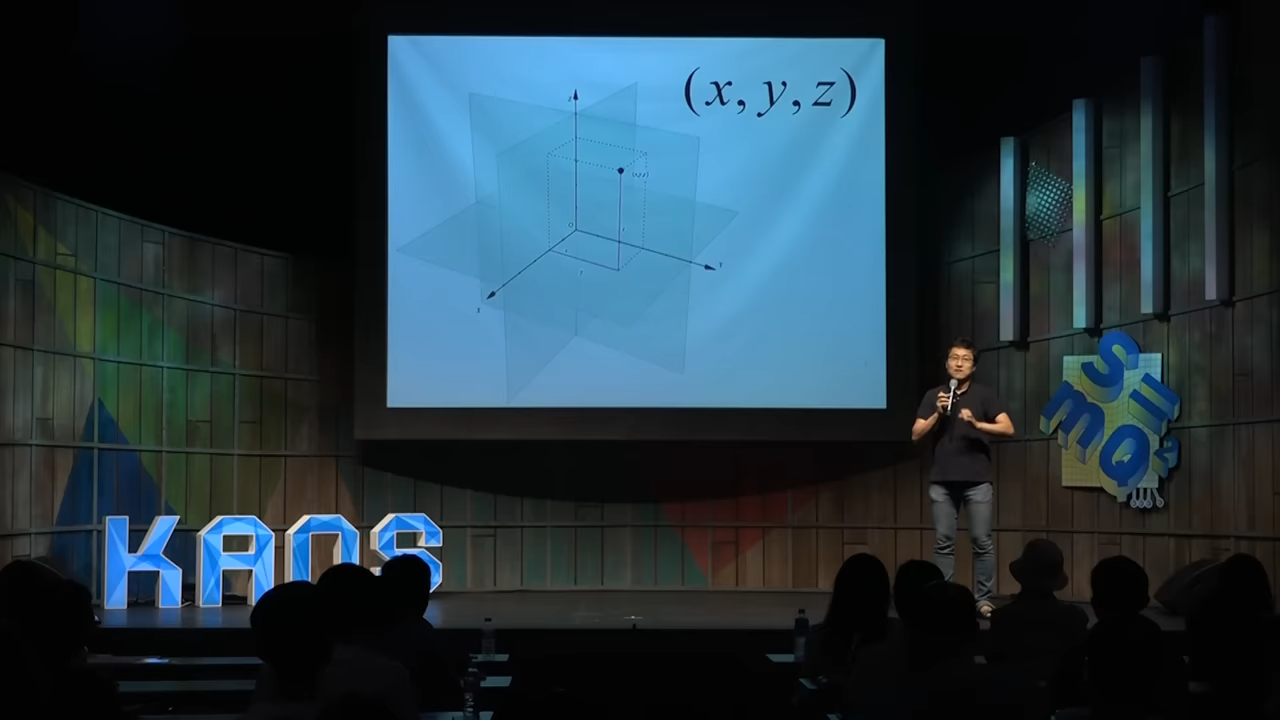 (x, y, z)
z
(x,y,z)
O
Y
X
KAOS